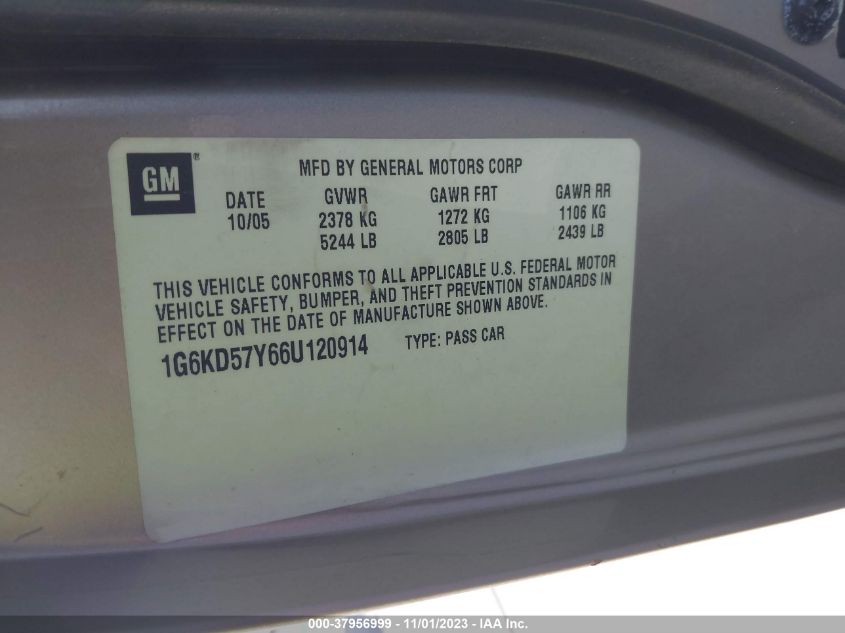 GM®
MFD BY GENERAL MOTORS CORP
DATE GVWR GAWR FRT GAWR RR
10/05 2378 KG 1272 KG 1106 KG
5244 LB 2805 LB 2439 LB
THIS VEHICLE CONFORMS TO ALL APPLICABLE U.S. FEDERAL MOTOR
VEHICLE SAFETY, BUMPER, AND THEFT PREVENTION STANDARDS IN
EFFECT ON THE DATE OF MANUFACTURE SHOWN ABOVE.
1G6KD57Y66U120914 TYPE: PASS CAR
000-37956999 - 11/01/2023 - IAA Inc.